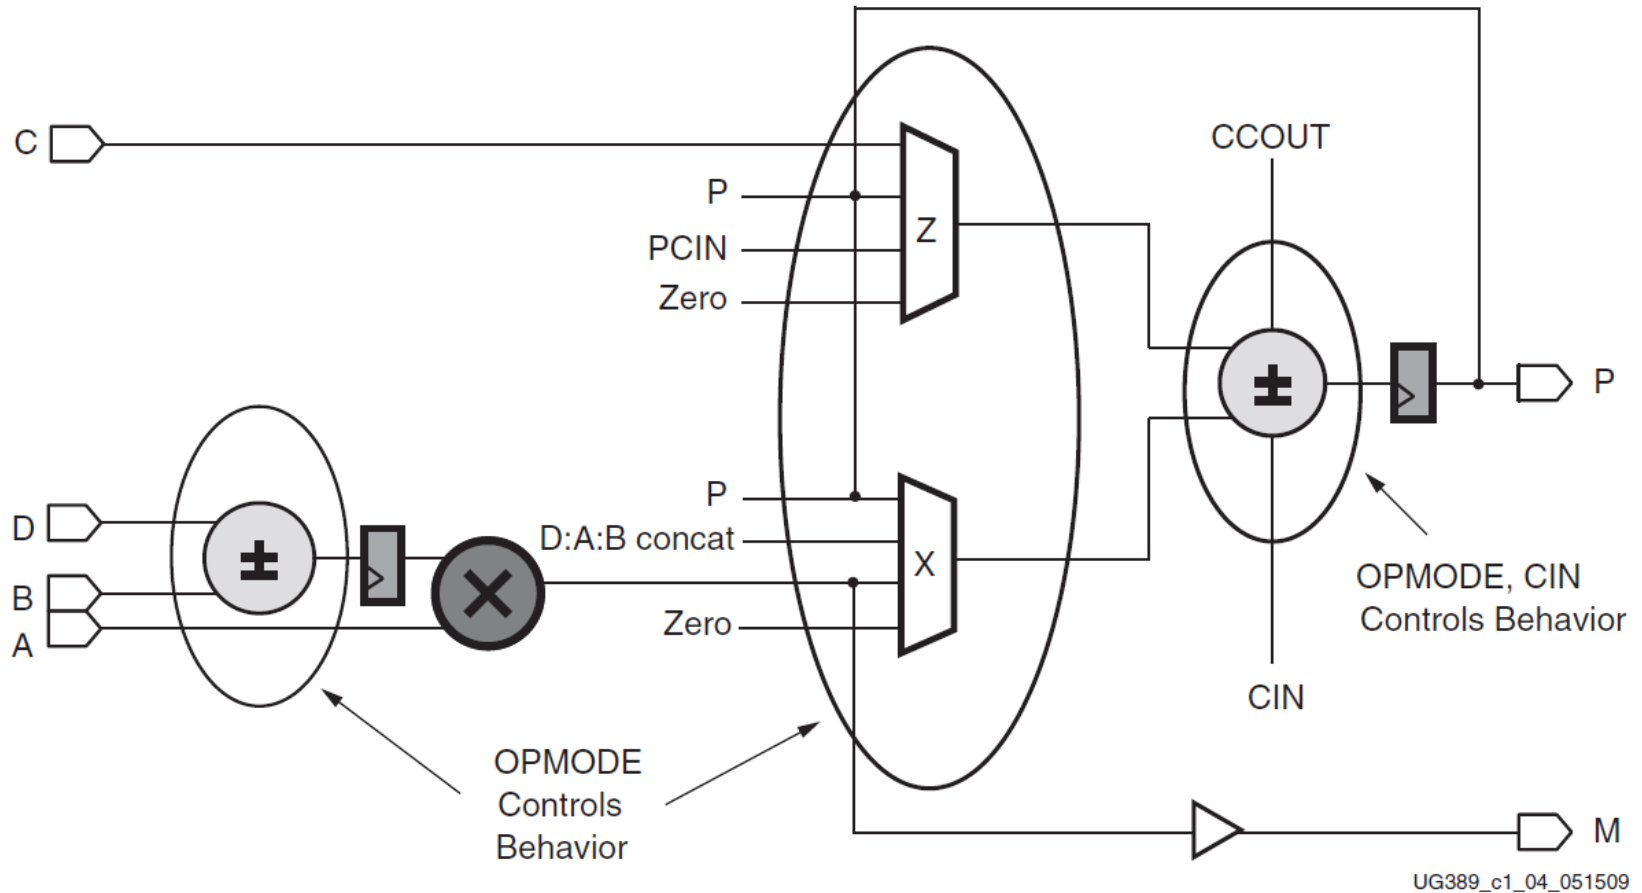 CCOUT
C
P
PCIN
Zero
Z
±
P
P
D:A:B concat
X
Zero
D
B
A
±
×
OPMODE, CIN
Controls Behavior
CIN
OPMODE
Controls
Behavior
M
UG389_c1_04_051509